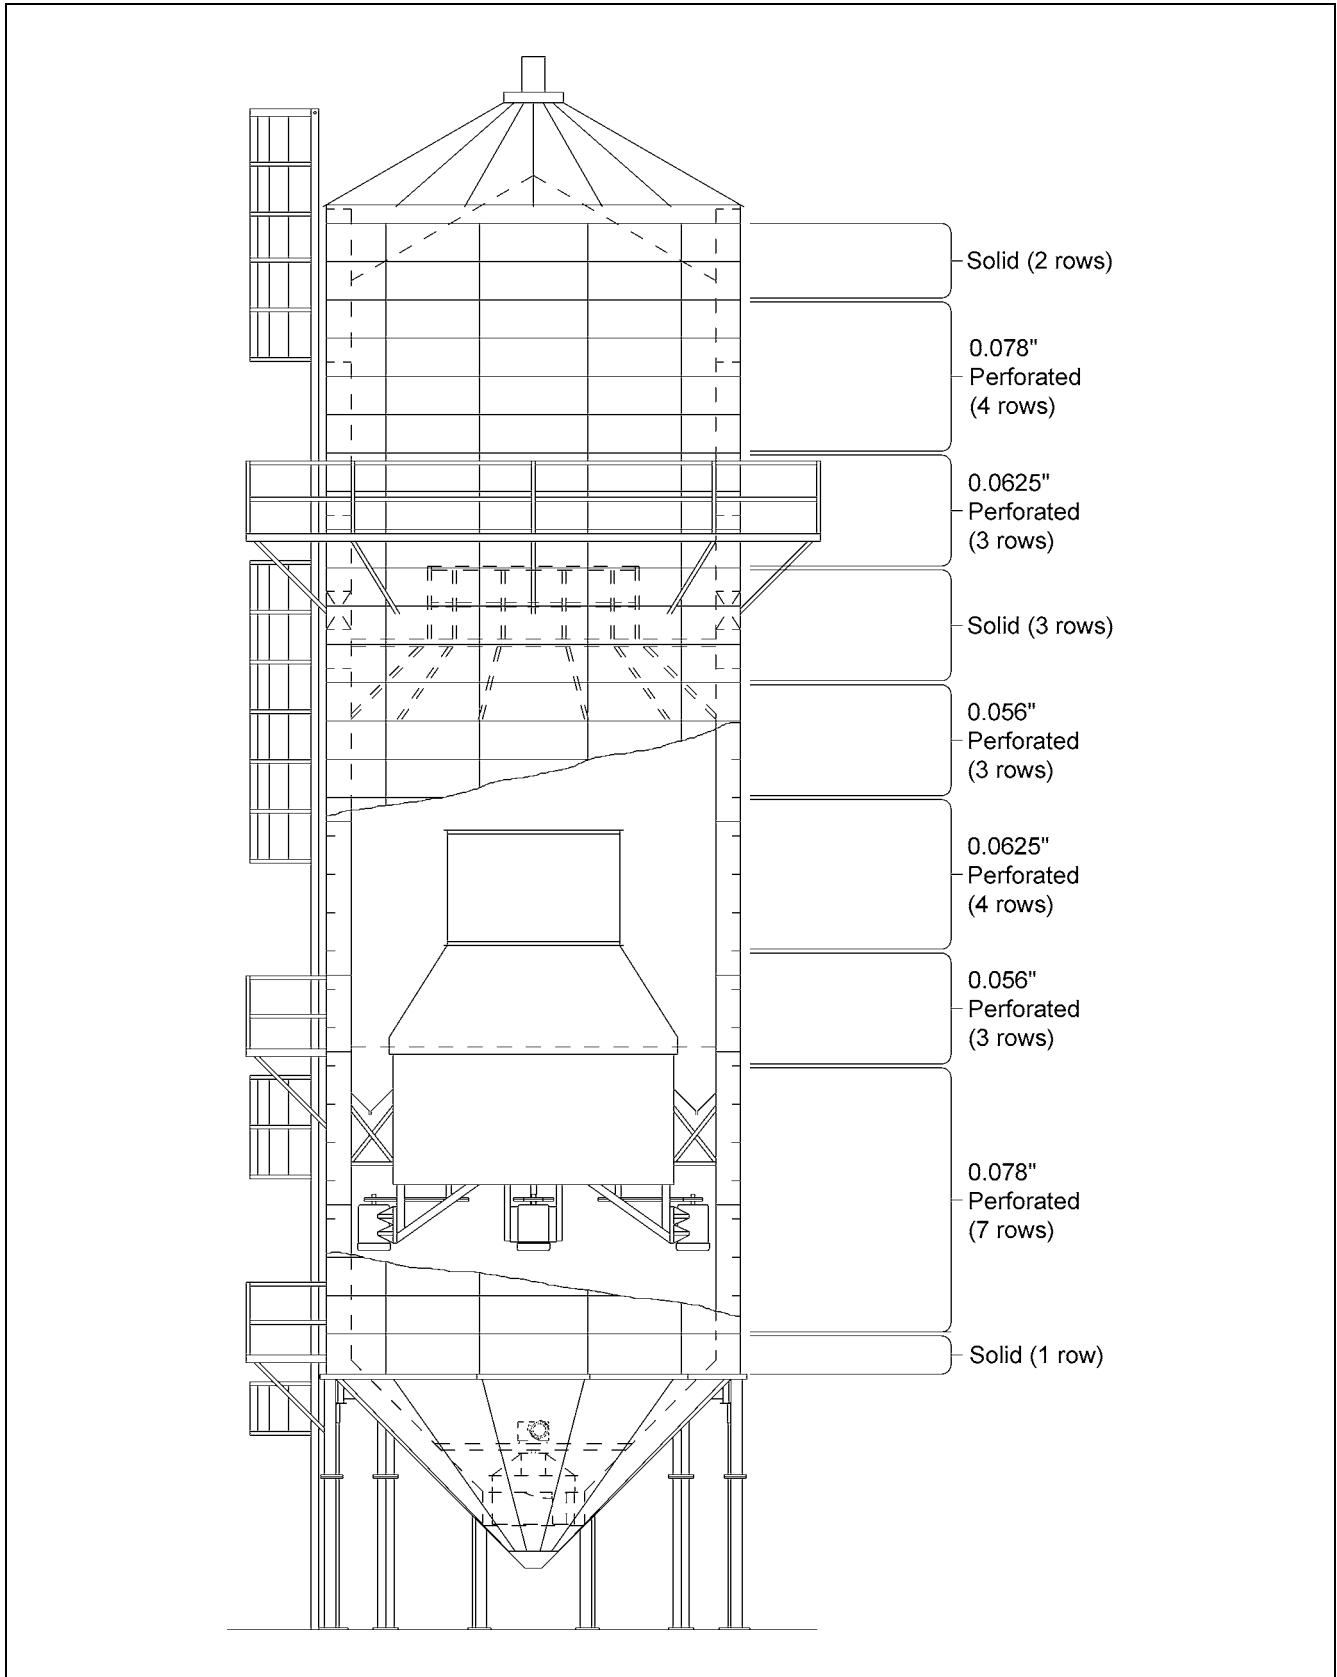 Solid (2 rows)
0.078"
Perforated
(4 rows)
0.0625"
Perforated
(3 rows)
Solid (3 rows)
0.056"
Perforated
(3 rows)
0.0625"
Perforated
(4 rows)
0.056"
Perforated
(3 rows)
0.078"
Perforated
(7 rows)
Solid (1 row)